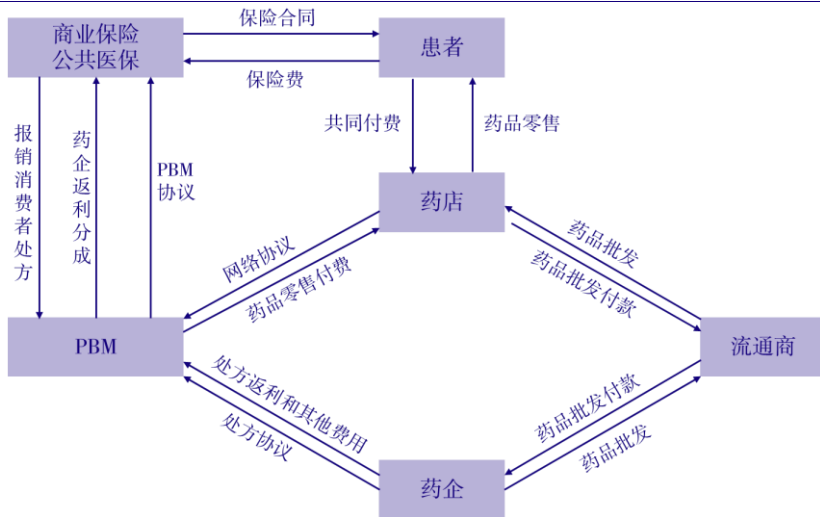 商业保险
公共医保
保险合同
患者
保险费
报销消费者处方
药企返利分成
PBM
协议
共同付费
药品零售
药店
网络协议
药品零售付费
药品批发
药品批发付款
PBM
流通商
处方返利和其他费用
处方协议
药品批发付款
药品批发
药企